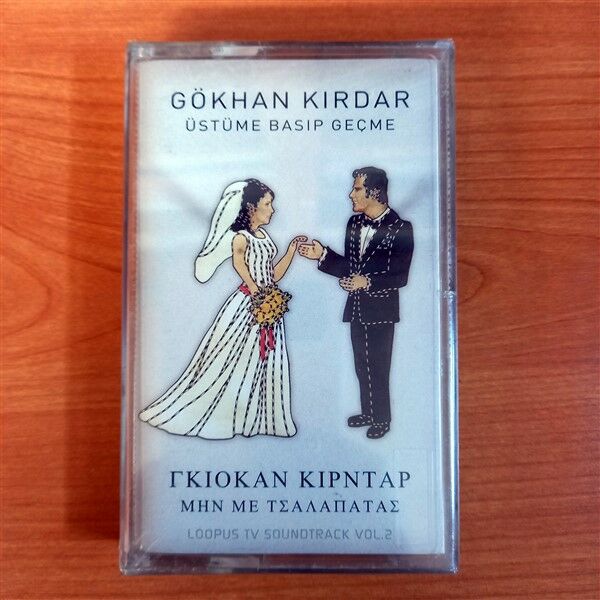 GÖKHAN KIRDAR
ÜSTÜME BASIP GEÇME
ΓΚΙΟΚΑΝ ΚΙΡΝΤΑΡ
ΜΗΝ ΜΕ ΤΣΑΛΑΠΑΤΑΣ
LOOPUS TV SOUNDTRACK VOL.2